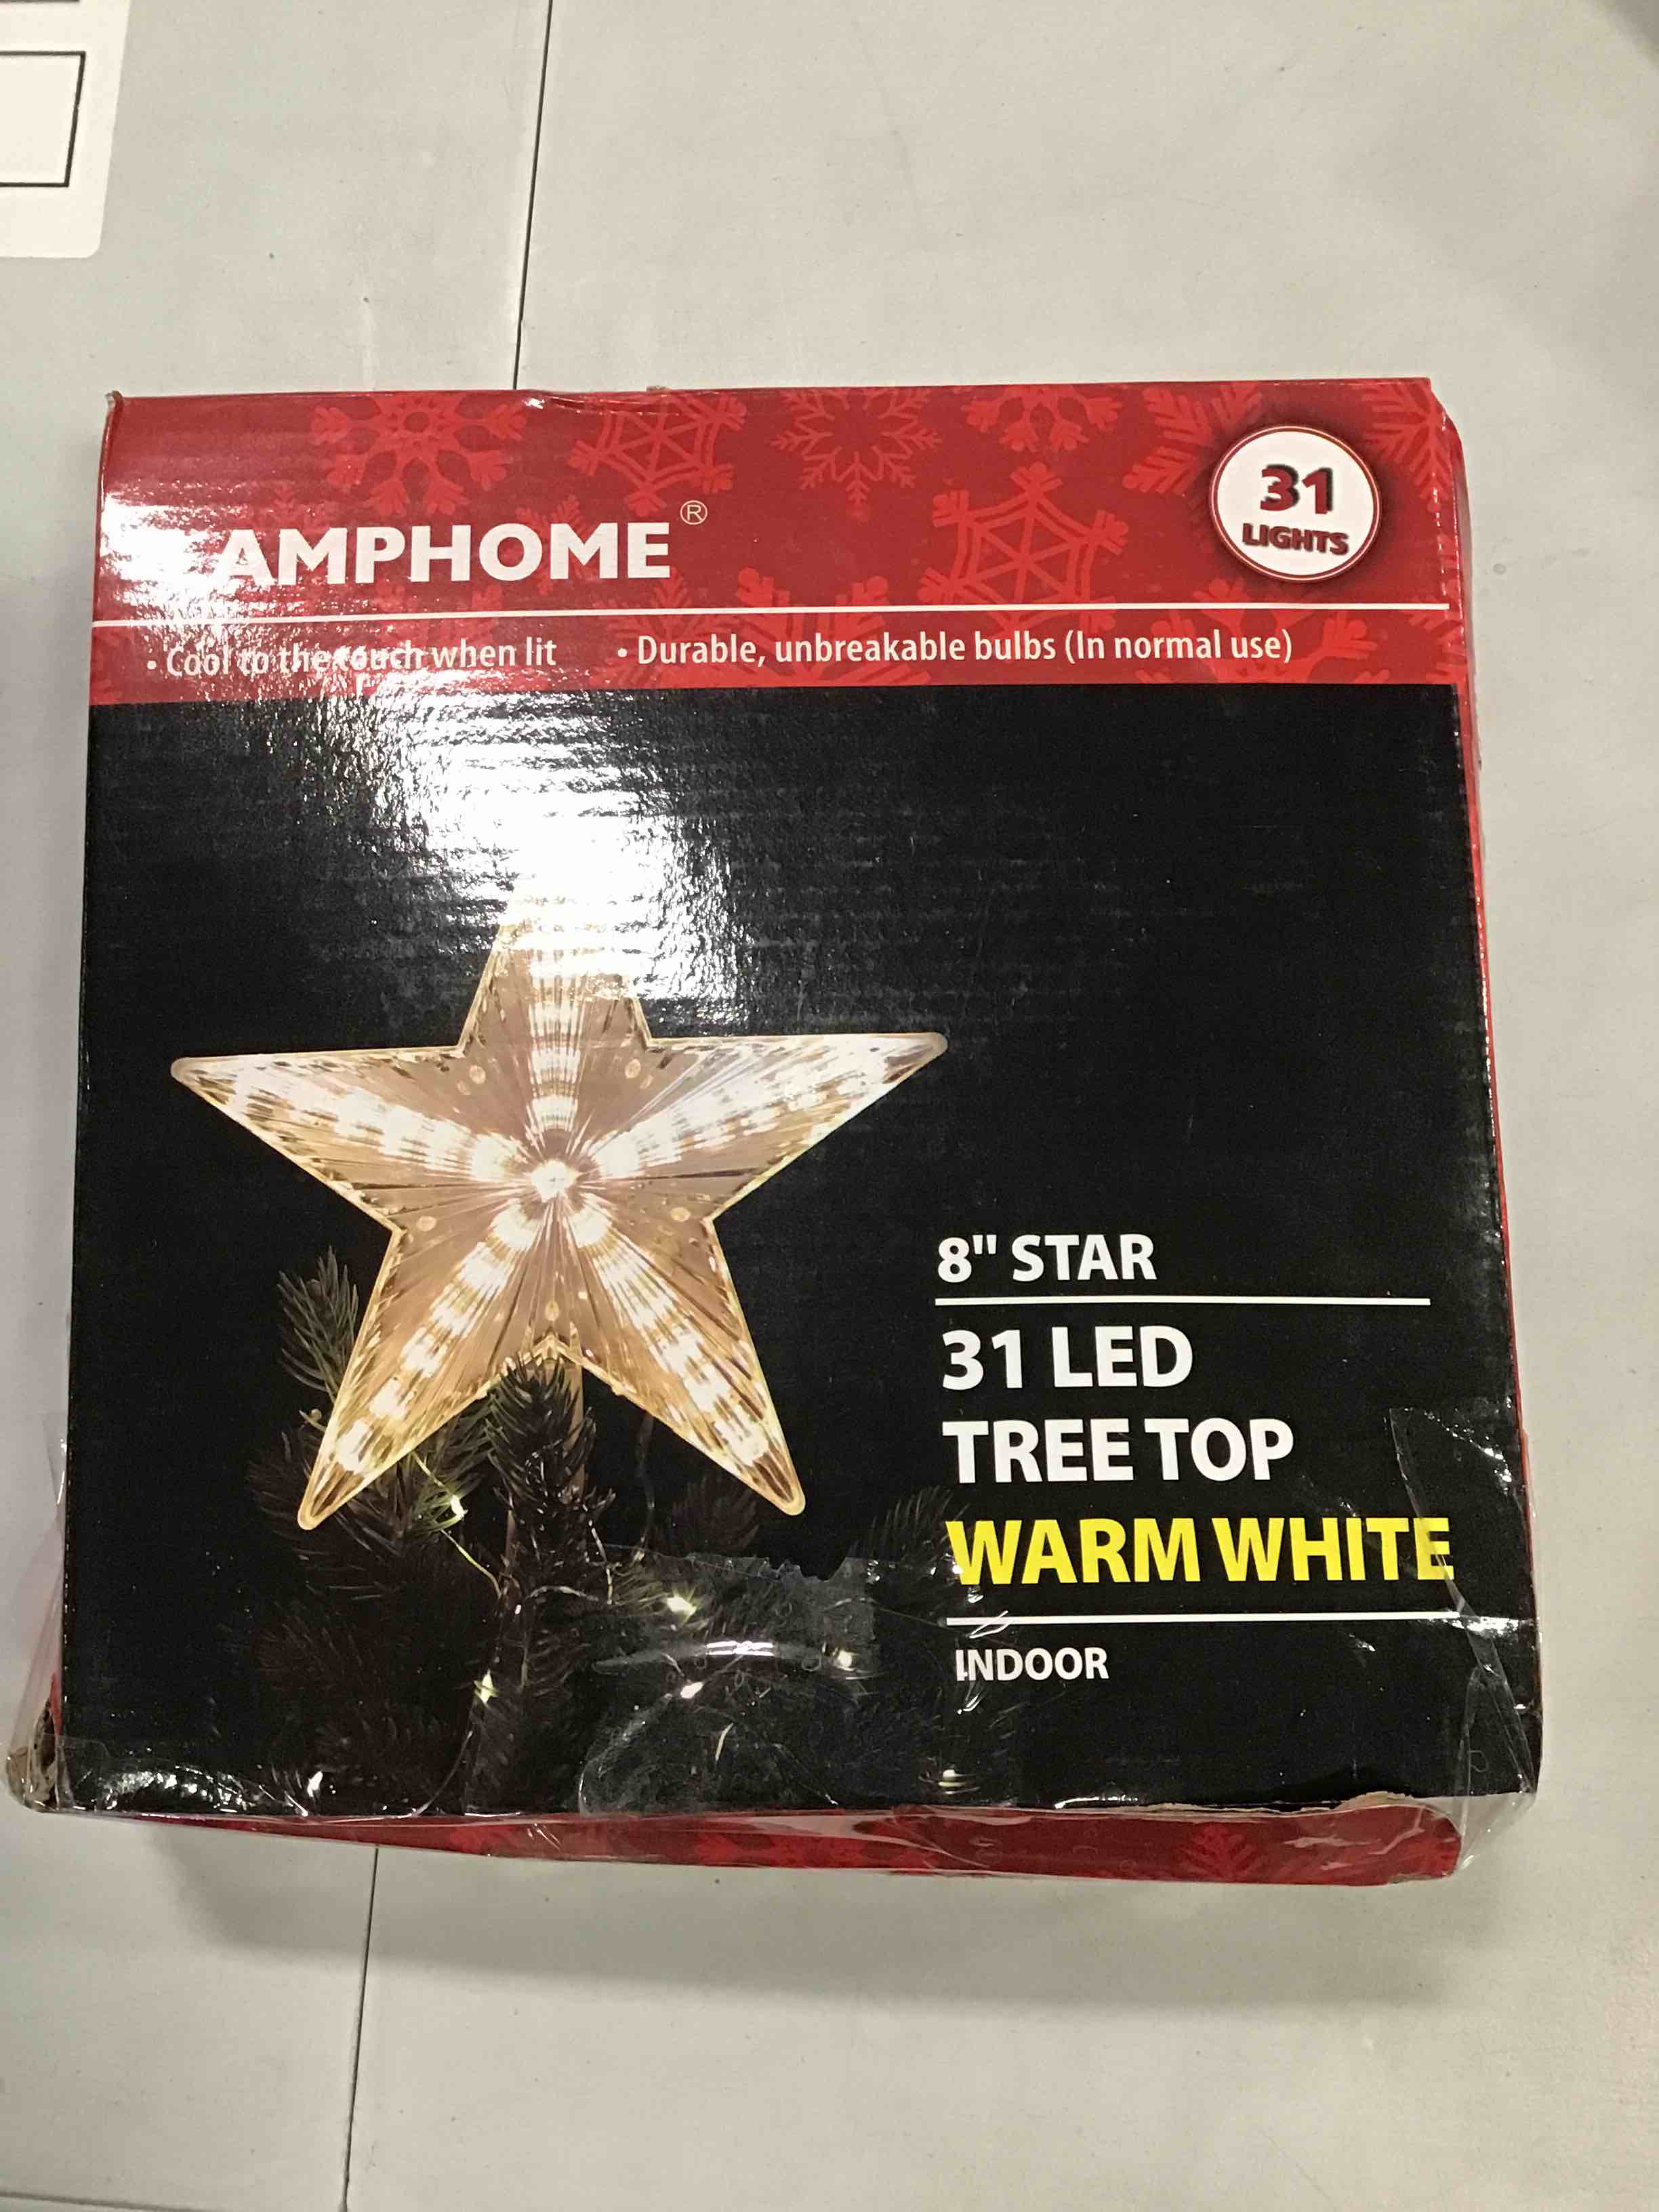 AMPHOME®
31
LIGHTS
• Cool to the touch when lit • Durable, unbreakable bulbs (In normal use)
8" STAR
31 LED
TREE TOP
WARM WHITE
INDOOR